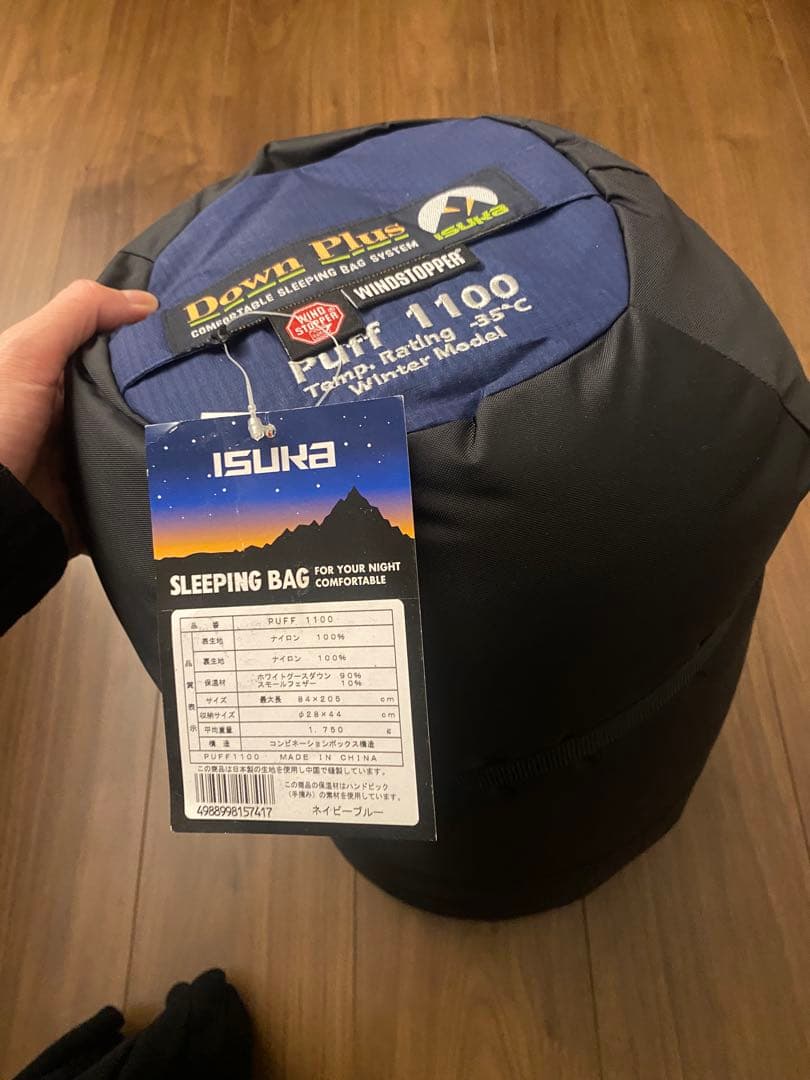 Down Plus
ISUKA
COMFORTABLE SLEEPING BAG SYSTEM
WIND STOPPER
WINDSTOPPER®
Puff 1100
Temp. Rating -35°C
Winter Model
ISUKA
SLEEPING BAG FOR YOUR NIGHT COMFORTABLE
品番 PUFF 1100
品質表示
表生地 ナイロン 100%
裏生地 ナイロン 100%
保温材 ホワイトグースダウン 90%
スモールフェザー 10%
サイズ 最大長 84×205 cm
収納サイズ φ28×44 cm
平均重量 1.750 g
構造 コンビネーションボックス構造
PUFF1100 MADE IN CHINA
この商品は日本製の生地を使用し中国で縫製しています。
この商品の保温材はハンドピック
(手摘み)の素材を使用しています。
4988998157417 ネイビーブルー